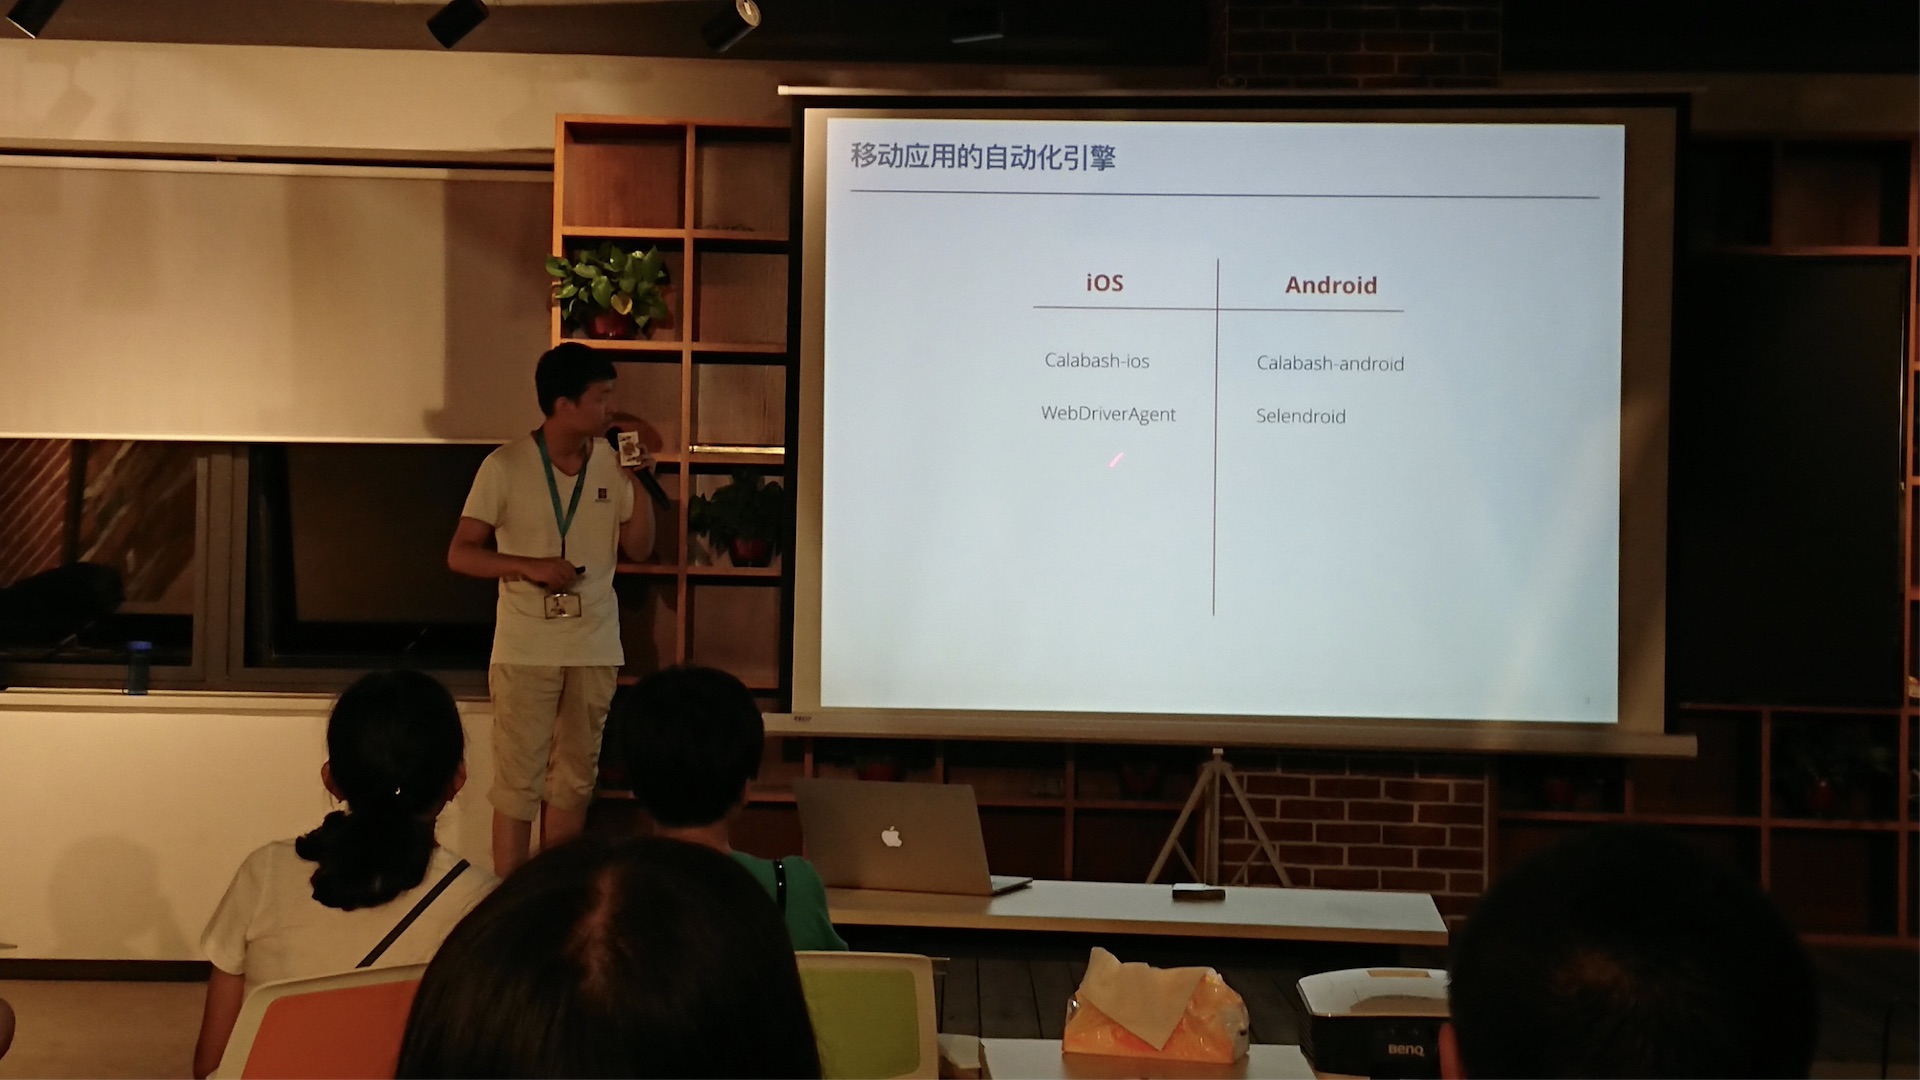 移动应用的自动化引擎
iOS Android
Calabash-ios Calabash-android
WebDriverAgent Selendroid
BenQ